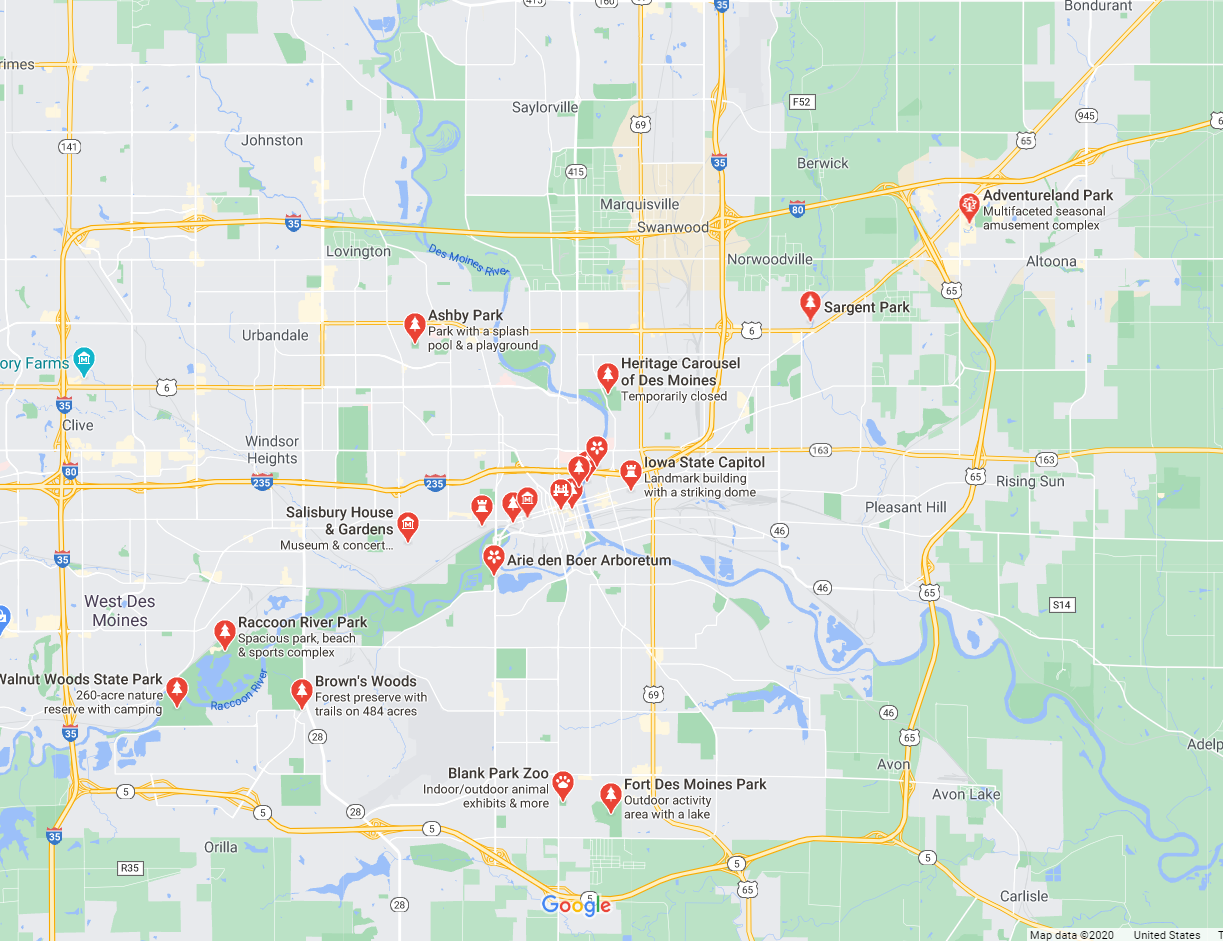 415
160
35
Bondurant
rimes
Saylorville
F52
69
945
65
Johnston
141
35
Berwick
415
Adventureland Park
Multifaceted seasonal
amusement complex
Marquisville
80
35
Swanwood
Lovington
Des Moines River
Norwoodville
Altoona
65
Ashby Park
Park with a splash
pool & a playground
Sargent Park
6
Urbandale
ory Farms
Heritage Carousel
of Des Moines
Temporarily closed
6
35
Clive
Windsor
Heights
163
163
80
235
235
Iowa State Capitol
Landmark building
with a striking dome
65
Rising Sun
Salisbury House
& Gardens
Museum & concert...
Pleasant Hill
46
35
Arie den Boer Arboretum
46
65
S14
West Des
Moines
Raccoon River Park
Spacious park, beach
& sports complex
Walnut Woods State Park
260-acre nature
reserve with camping
Raccoon River
Brown's Woods
Forest preserve with
trails on 484 acres
69
46
35
28
65
Adelp
Avon
Blank Park Zoo
Indoor/outdoor animal
exhibits & more
Fort Des Moines Park
Outdoor activity
area with a lake
Avon Lake
5
28
5
5
35
Orilla
R35
5
5
65
28
5
Google
Carlisle
Map data ©2020 United States T